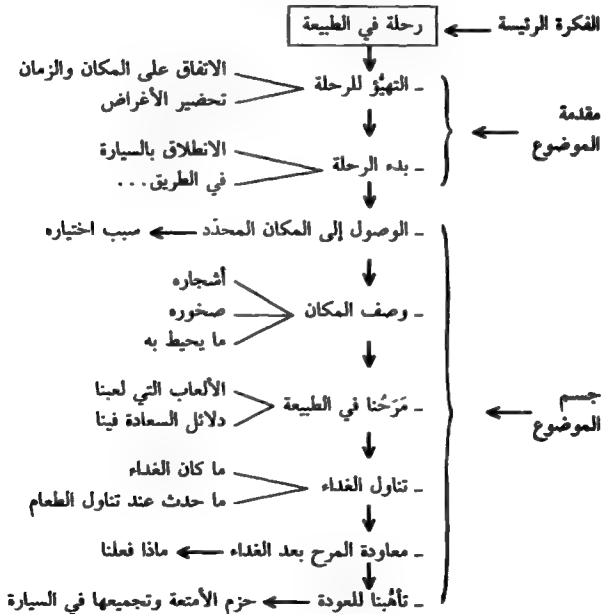 الفكرة الرئيسة
رحلة في الطبيعة
مقدمة
الموضوع
ـ التهيُّؤ للرحلة
الاتفاق على المكان والزمان
تحضير الأغراض
ـ بدء الرحلة
الانطلاق بالسيارة
في الطريق...
جسم
الموضوع
ـ الوصول إلى المكان المحدّد
سبب اختياره
ـ وصف المكان
أشجاره
صخوره
ما يحيط به
ـ مَرَحُنا في الطبيعة
الألعاب التي لعبنا
دلائل السعادة فينا
ـ تناول الغداء
ما كان الغداء
ما حدث عند تناول الطعام
ـ معاودة المرح بعد الغداء
ماذا فعلنا
ـ تأهُّبنا للعودة
حزم الأمتعة وتجميعها في السيارة